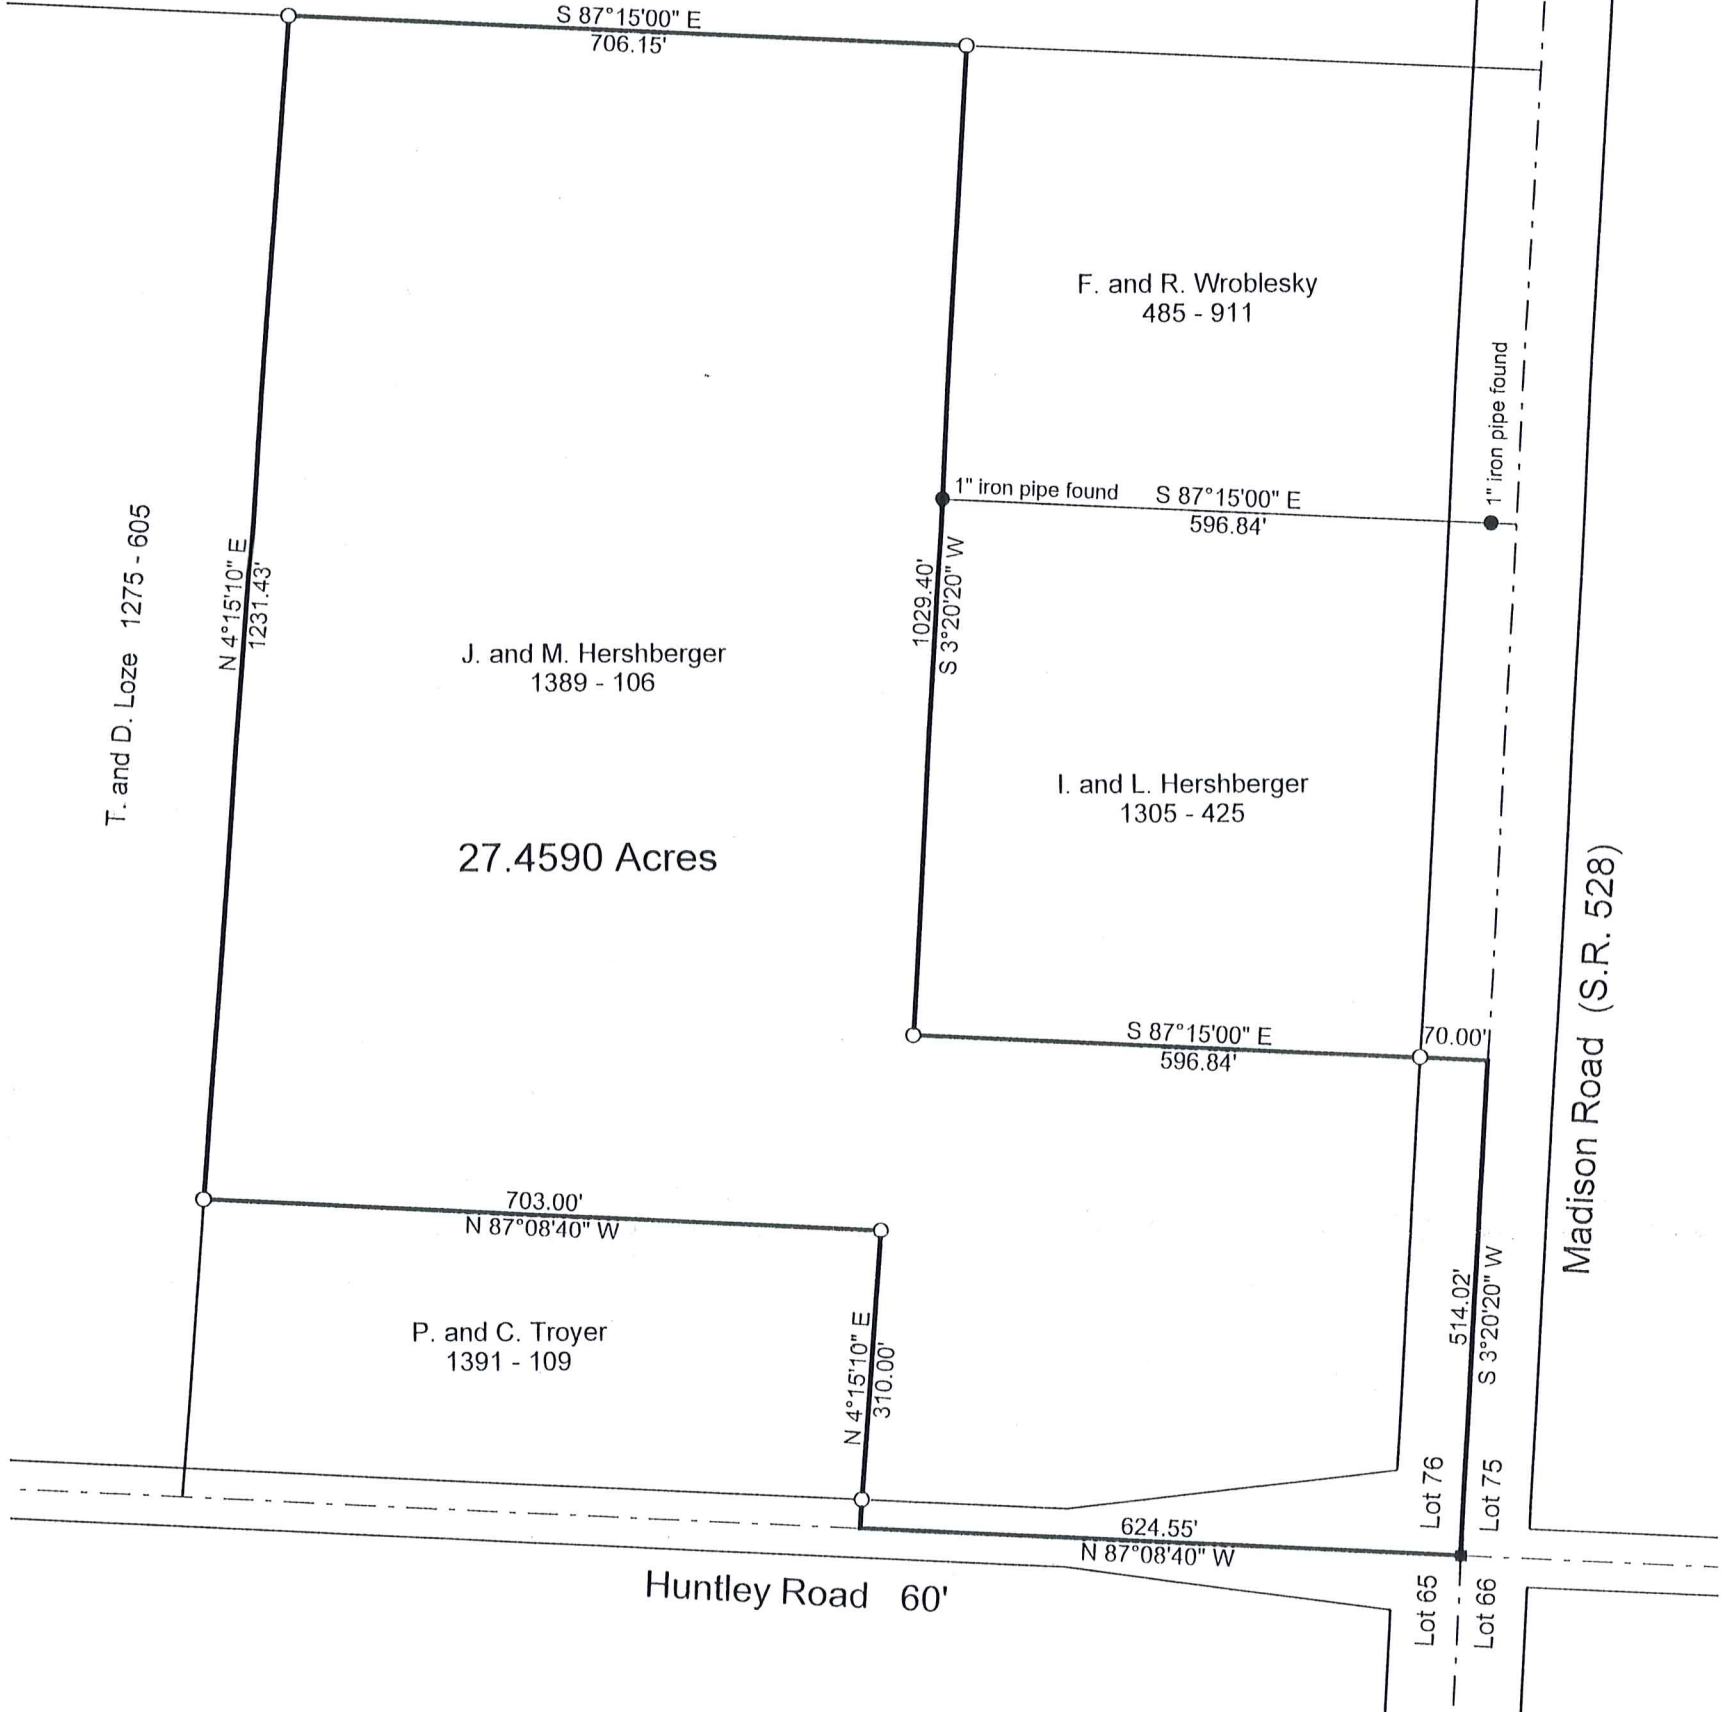 S 87°15'00" E
706.15'
F. and R. Wroblesky
485 - 911
1" iron pipe found
1" iron pipe found
S 87°15'00" E
596.84'
T. and D. Loze 1275 - 605
N 4°15'10" E
1231.43'
1029.40'
S 3°20'20" W
J. and M. Hershberger
1389 - 106
I. and L. Hershberger
1305 - 425
27.4590 Acres
Madison Road (S.R. 528)
S 87°15'00" E
596.84'
70.00'
703.00'
N 87°08'40" W
P. and C. Troyer
1391 - 109
N 4°15'10" E
310.00'
514.02'
S 3°20'20" W
Lot 76
Lot 75
624.55'
N 87°08'40" W
Huntley Road 60'
Lot 65
Lot 66